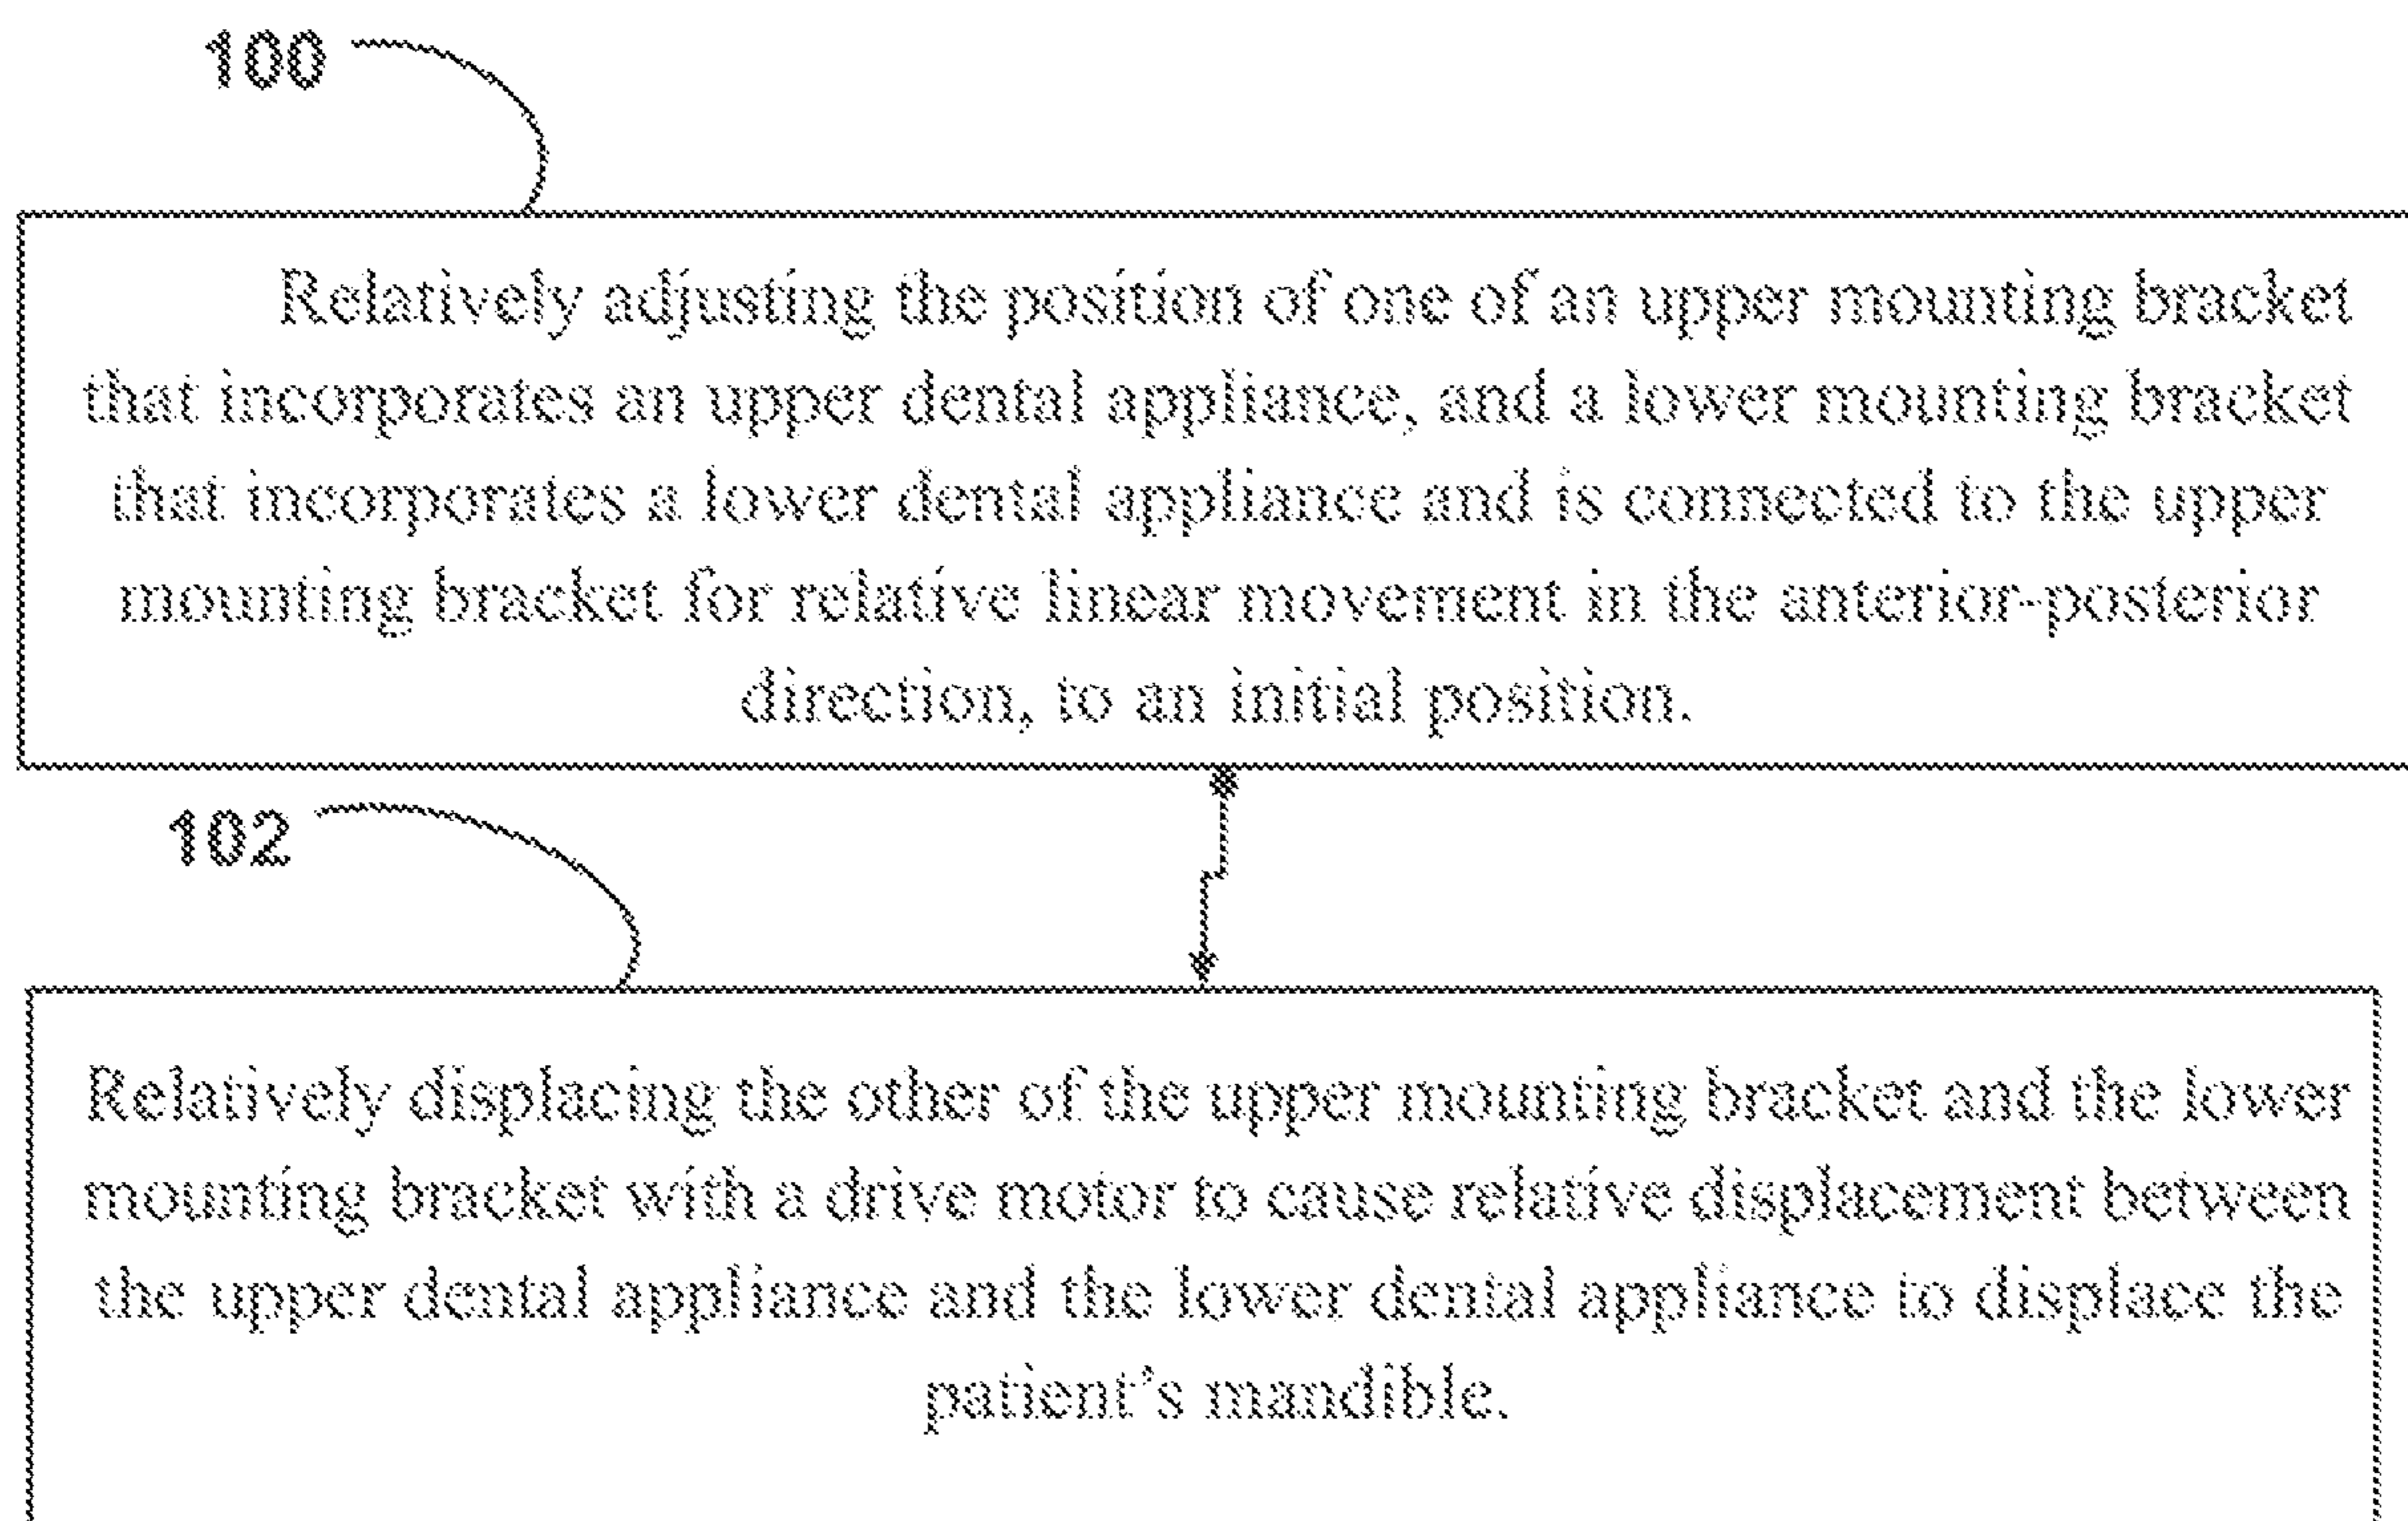 100
Relatively adjusting the position of one of an upper mounting bracket
that incorporates an upper dental appliance, and a lower mounting bracket
that incorporates a lower dental appliance and is connected to the upper
mounting bracket for relative linear movement in the anterior-posterior
direction, to an initial position.
102
Relatively displacing the other of the upper mounting bracket and the lower
mounting bracket with a drive motor to cause relative displacement between
the upper dental appliance and the lower dental appliance to displace the
patient's mandible.